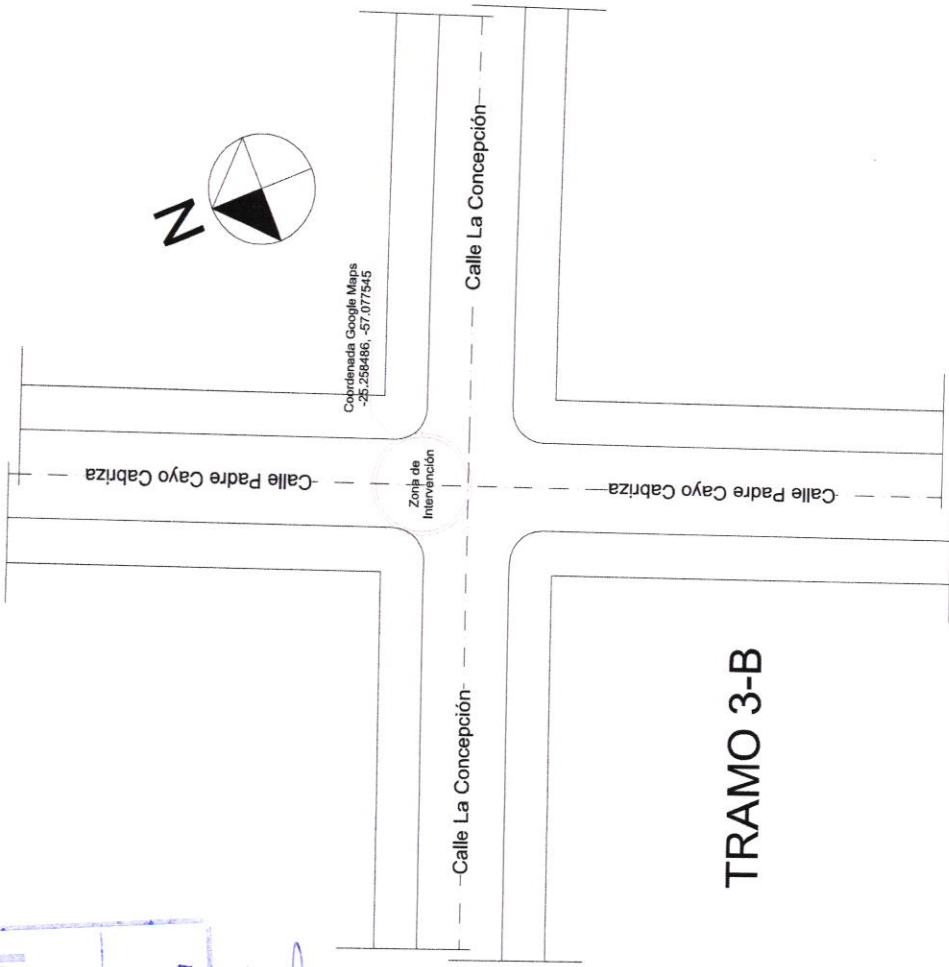 N
Coordenada Google Maps
-25.258486, -57.077545
Calle La Concepción
Calle Padre Cayo Cabriza
Zona de
Intervención
Calle Padre Cayo Cabriza
Calle La Concepción
TRAMO 3-B